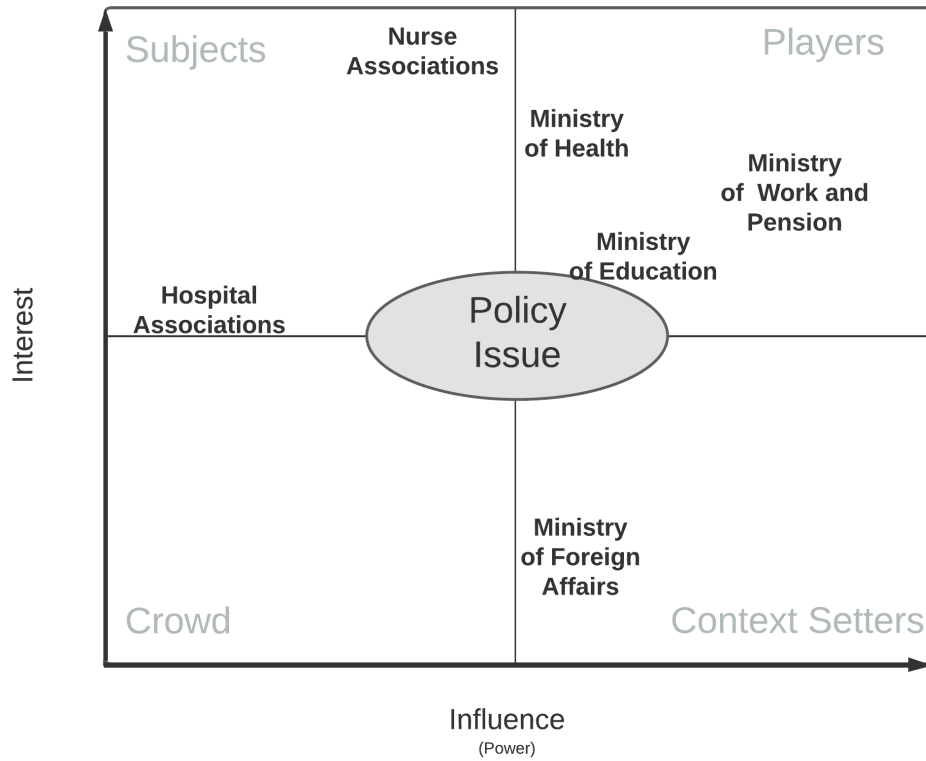 Subjects
Nurse
Associations
Players
Ministry
of Health
Ministry
of  Work and
Pension
Ministry
of Education
Hospital
Associations
Policy
Issue
Interest
Ministry
of Foreign
Affairs
Crowd
Context Setters
Influence
(Power)